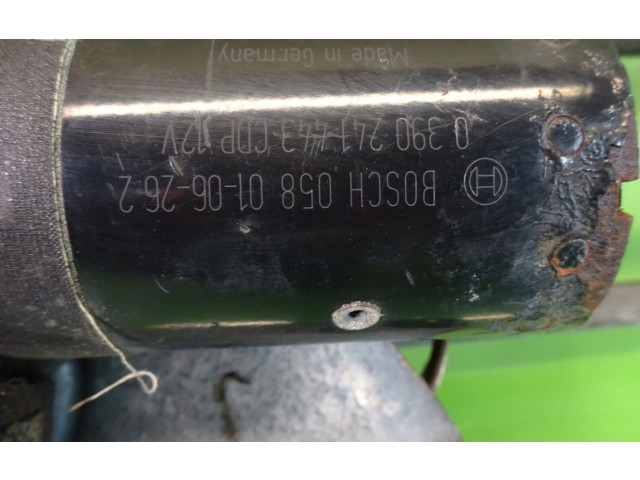 BOSCH 058 01-06-26 2
0 390 241 443 CDP 12V
Made in Germany